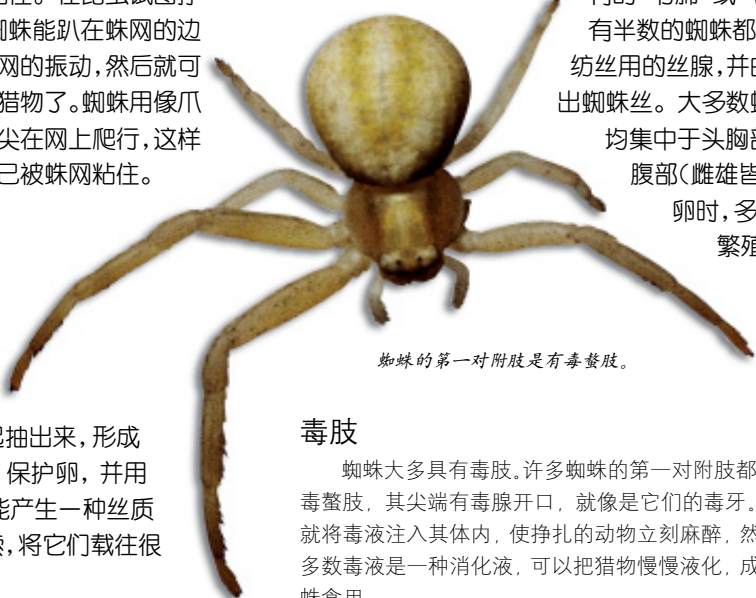 蜘蛛能趴在蛛网的边
网的振动,然后就可
猎物了。蜘蛛用像爪
尖在网上爬行,这样
已被蛛网粘住。
有半数的蜘蛛都
纺丝用的丝腺,并
出蜘蛛丝。大多数
均集中于头胸
腹部(雌雄皆
卵时,多
繁殖
蜘蛛的第一对附肢是有毒螯肢。
起抽出来,形成
保护卵,并用
能产生一种丝质
,将它们载往很
毒肢
蜘蛛大多具有毒肢。许多蜘蛛的第一对附肢都
毒螯肢,其尖端有毒腺开口,就像是它们的毒牙。
就将毒液注入其体内,使挣扎的动物立刻麻醉,然
多数毒液是一种消化液,可以把猎物慢慢液化,成
蛛食用